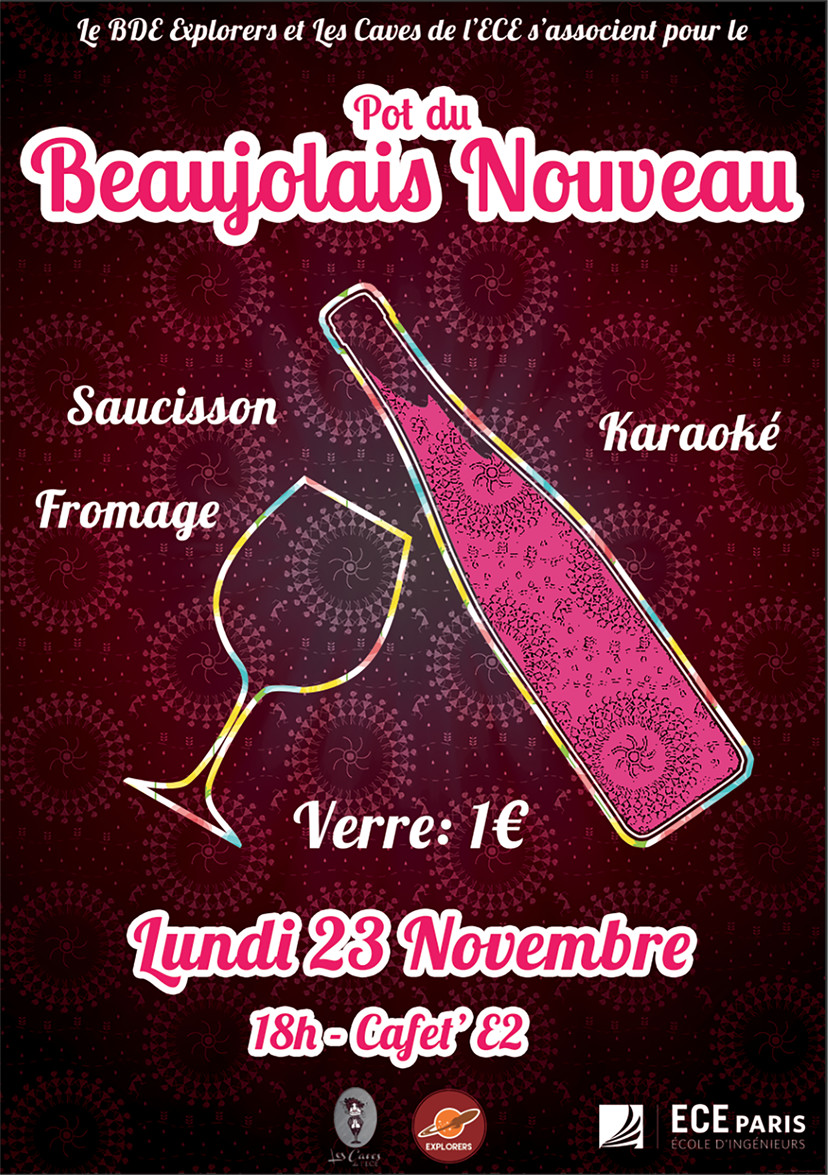 Le BDE Explorers et Les Caves de l'ECE s'associent pour le
Pot du
Beaujolais Nouveau
Saucisson
Karaoké
Fromage
Verre: 1€
Lundi 23 Novembre
18h - Cafet' E2
Les Caves
EXPLORERS
ECE PARIS
ÉCOLE D'INGÉNIEURS